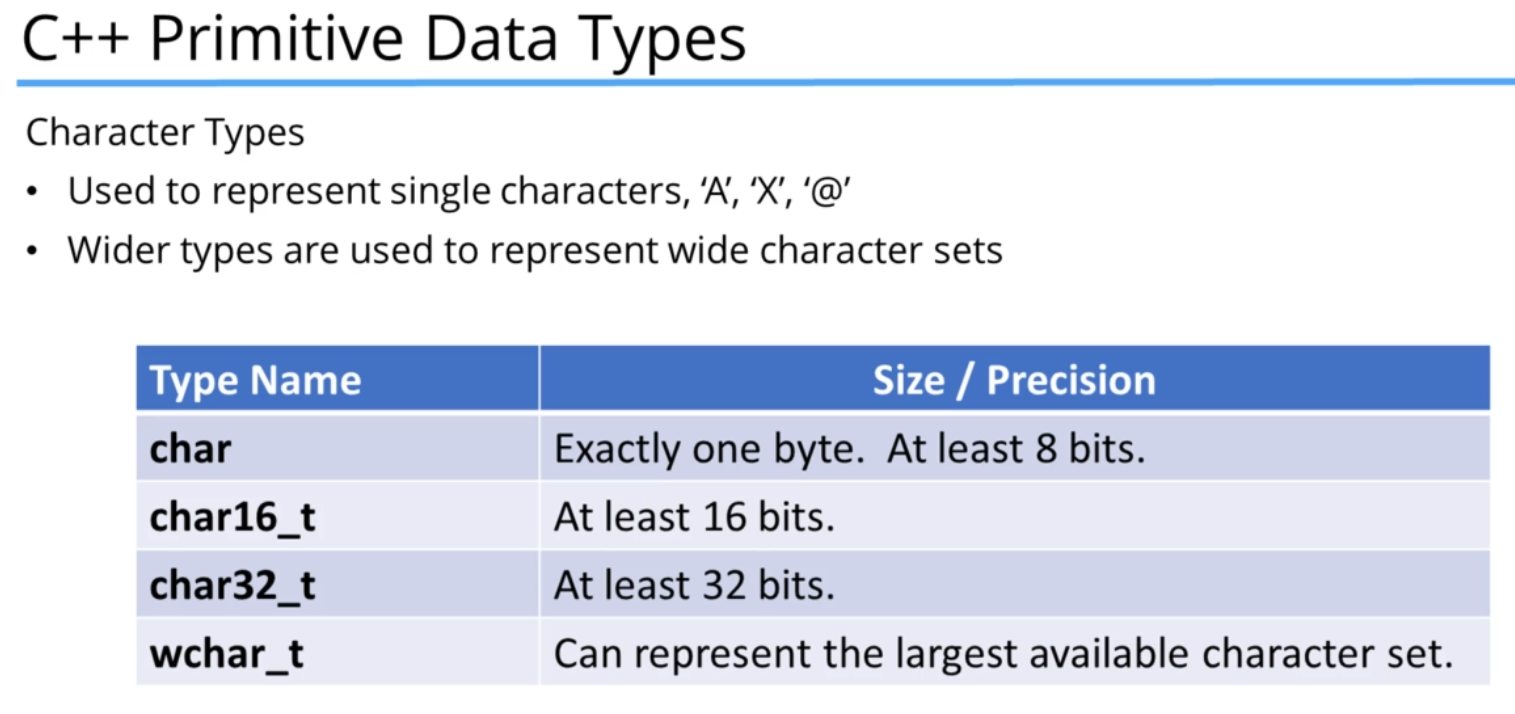 C++ Primitive Data Types
Character Types
• Used to represent single characters, ‘A’, ‘X’, ‘@’
• Wider types are used to represent wide character sets
Type Name Size / Precision
char Exactly one byte.  At least 8 bits.
char16_t At least 16 bits.
char32_t At least 32 bits.
wchar_t Can represent the largest available character set.